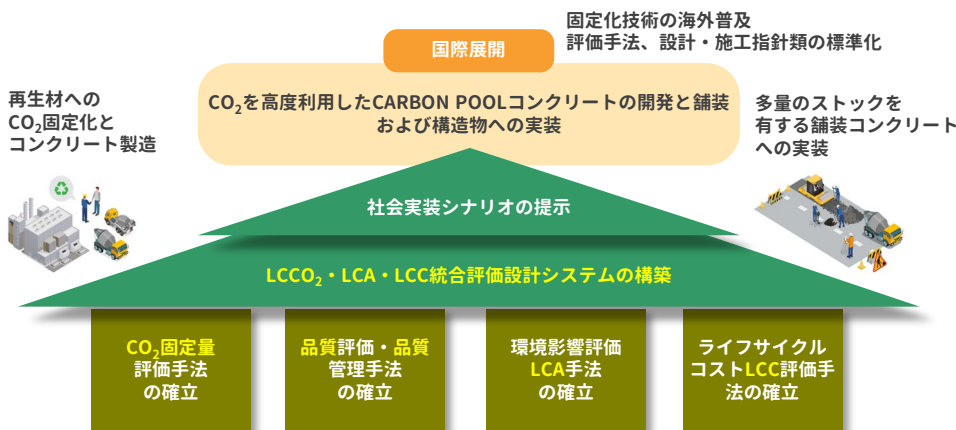 固定化技術の海外普及
評価手法、設計・施工指針類の標準化
国際展開
CO₂を高度利用したCARBON POOLコンクリートの開発と舗装
および構造物への実装
再生材への
CO₂固定化と
コンクリート製造
多量のストックを
有する舗装コンクリート
への実装
社会実装シナリオの提示
LCCO₂・LCA・LCC統合評価設計システムの構築
CO₂固定量
評価手法
の確立
品質評価・品質
管理手法
の確立
環境影響評価
LCA手法
の確立
ライフサイクル
コストLCC評価手
法の確立